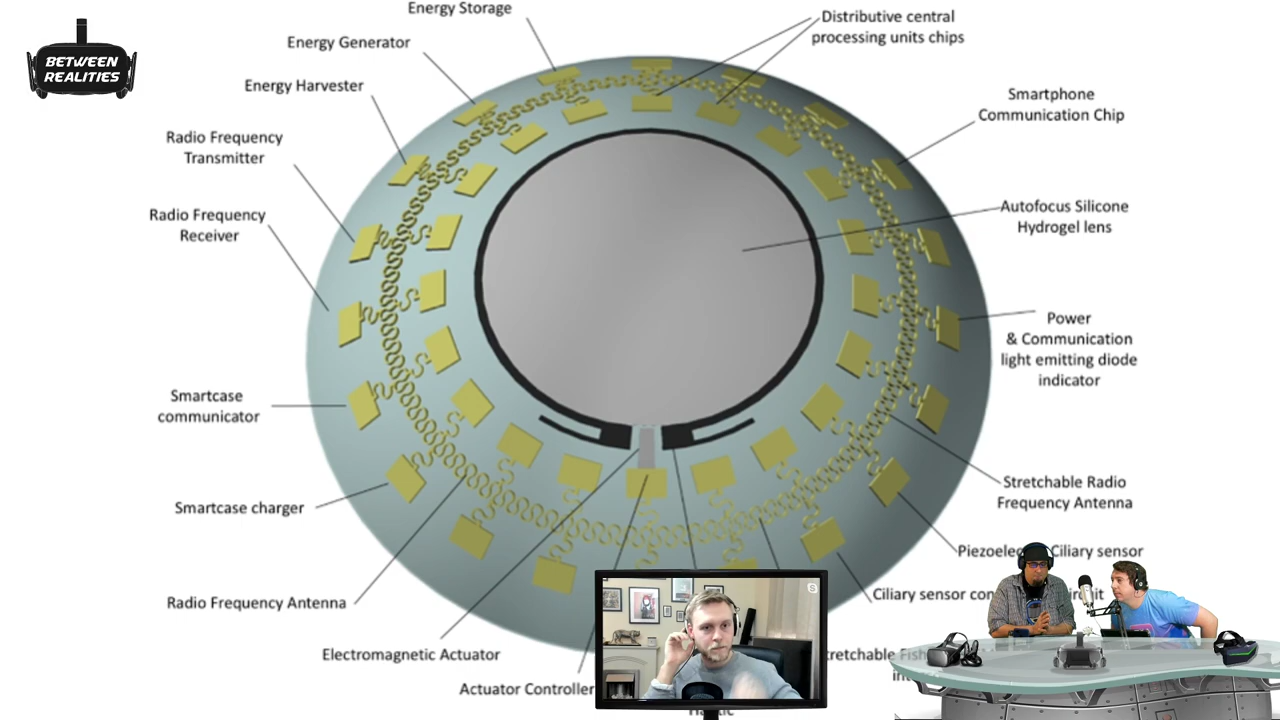 BETWEEN
REALITIES
Energy Storage
Energy Generator
Energy Harvester
Radio Frequency
Transmitter
Radio Frequency
Receiver
Smartcase
communicator
Smartcase charger
Radio Frequency Antenna
Electromagnetic Actuator
Actuator Controller
Distributive central
processing units chips
Smartphone
Communication Chip
Autofocus Silicone
Hydrogel lens
Power
& Communication
light emitting diode
indicator
Stretchable Radio
Frequency Antenna
Ciliary sensor
Ciliary sensor